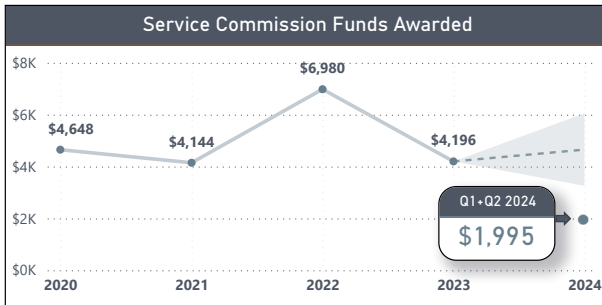 Service Commission Funds Awarded
$8K
$6,980
$6K
$4,648
$4,144
$4,196
$4K
Q1+Q2 2024
$2K
$1,995
$0K
2020 2021 2022 2023 2024